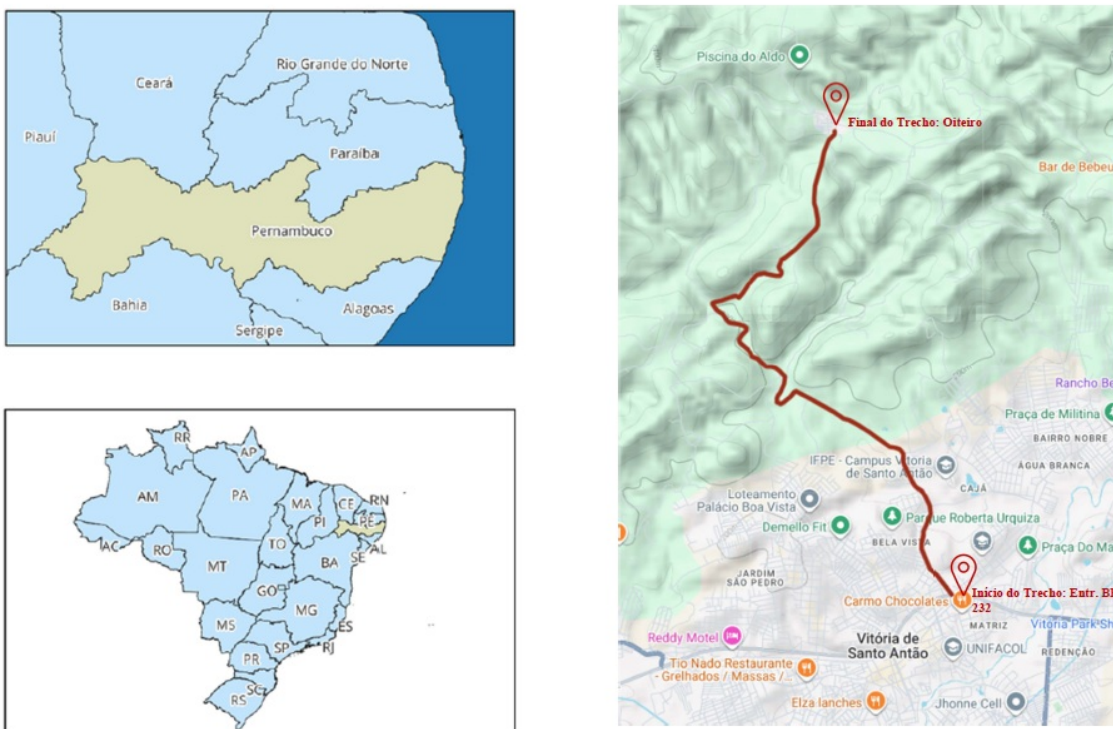 Ceará
Rio Grande do Norte
Piauí
Paraíba
Pernambuco
Bahia
Alagoas
Sergipe
RR
AP
AM
PA
MA
CE
RN
PI
PE
AC
RO
TO
SE
AL
MT
BA
GO
MG
MS
ES
SP
RJ
PR
SC
RS
Piscina do Aldo
Final do Trecho: Oiteiro
Bar de Bebeu
Rancho Be
Praça de Militina
BAIRRO NOBRE
IFPE - Campus Vitória
de Santo Antão
ÁGUA BRANCA
CAJÁ
Loteamento
Palácio Boa Vista
Parque Roberta Urquiza
Demello Fit
BELA VISTA
Praça Do Ma
JARDIM
SÃO PEDRO
Início do Trecho: Entr. BR
232
Carmo Chocolates
MATRIZ
Vitória Park Sh
Reddy Motel
Vitória de
Santo Antão
UNIFACOL
REDENÇÃO
Tio Nado Restaurante
- Grelhados / Massas /...
Elza lanches
Jhonne Cell